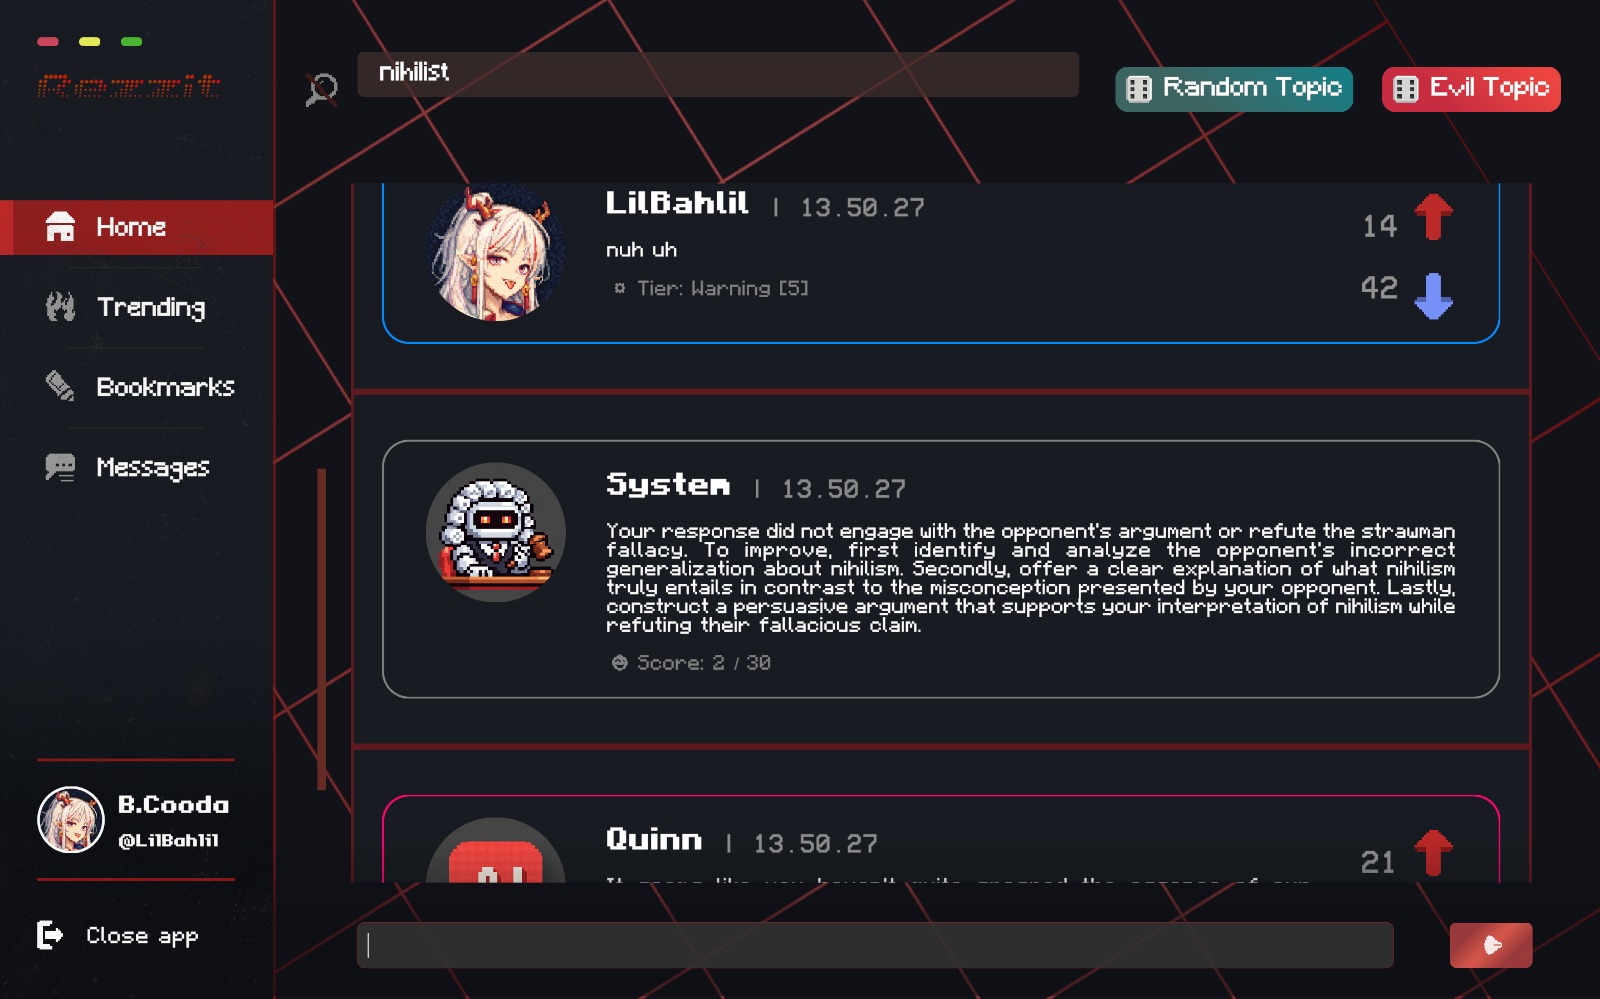 Rezzit
nihilist
Random Topic
Evil Topic
Home
Trending
Bookmarks
Messages
B.Cooda
@LilBahlil
Close app
LilBahlil | 13.50.27
nuh uh
Tier: Warning [5]
14
42
System | 13.50.27
Your response did not engage with the opponent's argument or refute the strawman
fallacy. To improve, first identify and analyze the opponent's incorrect
generalization about nihilism. Secondly, offer a clear explanation of what nihilism
truly entails in contrast to the misconception presented by your opponent. Lastly,
construct a persuasive argument that supports your interpretation of nihilism while
refuting their fallacious claim.
Score: 2 / 30
Quinn | 13.50.27
21